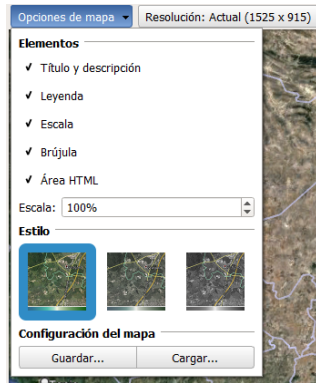 Opciones de mapa
Resolución: Actual (1525 x 915)
Elementos
✓ Título y descripción
✓ Leyenda
✓ Escala
✓ Brújula
✓ Área HTML
Escala: 100%
Estilo
Configuración del mapa
Guardar...
Cargar...